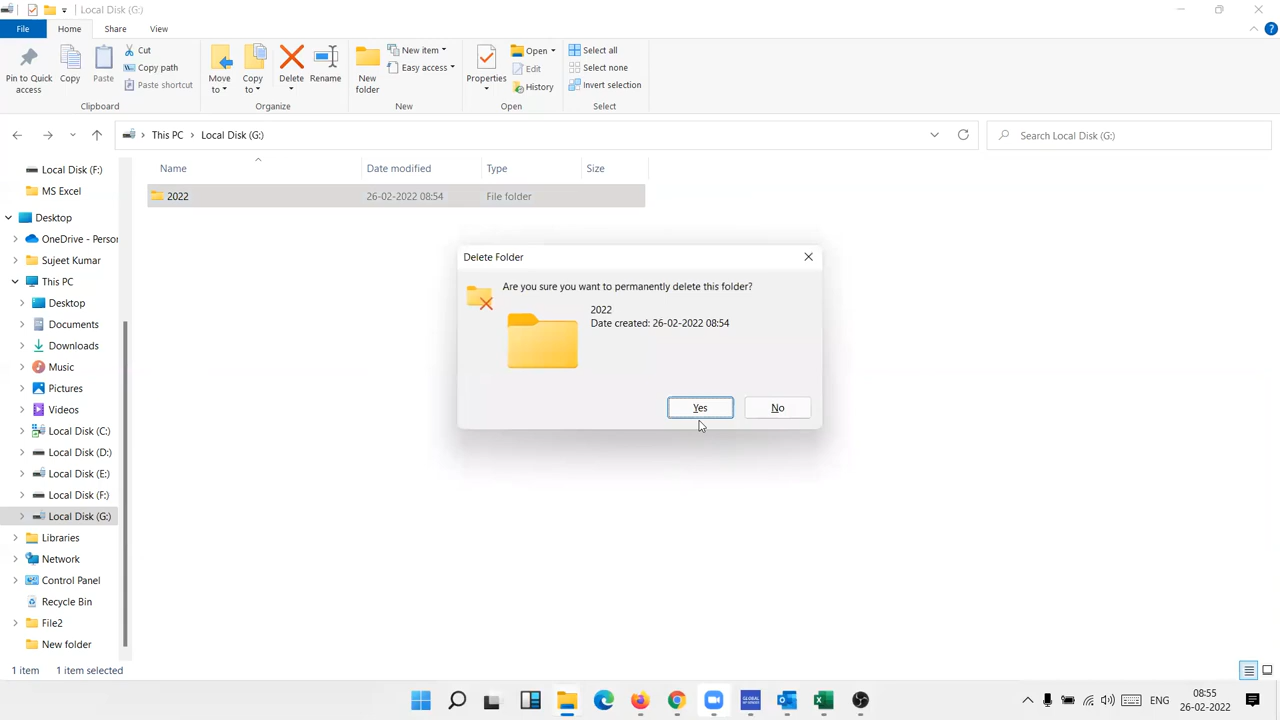 Local Disk (G:)
File Home Share View
Pin to Quick access
Copy
Paste
Cut
Copy path
Paste shortcut
Clipboard
Move to
Copy to
Delete
Rename
Organize
New folder
New item
Easy access
New
Properties
Open
Edit
History
Open
Select all
Select none
Invert selection
Select
This PC > Local Disk (G:)
Search Local Disk (G:)
Name Date modified Type Size
2022 26-02-2022 08:54 File folder
Local Disk (F:)
MS Excel
Desktop
OneDrive - Person
Sujeet Kumar
This PC
Desktop
Documents
Downloads
Music
Pictures
Videos
Local Disk (C:)
Local Disk (D:)
Local Disk (E:)
Local Disk (F:)
Local Disk (G:)
Libraries
Network
Control Panel
Recycle Bin
File2
New folder
Delete Folder
Are you sure you want to permanently delete this folder?
2022
Date created: 26-02-2022 08:54
Yes No
1 item 1 item selected
ENG
08:55
26-02-2022